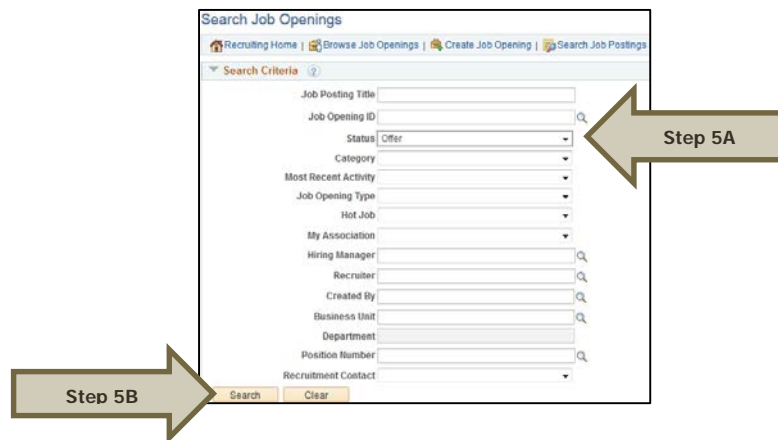 Search Job Openings
Recruiting Home | Browse Job Openings | Create Job Opening | Search Job Postings
Search Criteria ?
Job Posting Title
Job Opening ID
Status Offer
Step 5A
Category
Most Recent Activity
Job Opening Type
Hot Job
My Association
Hiring Manager
Recruiter
Created By
Business Unit
Department
Position Number
Recruitment Contact
Step 5B
Search Clear